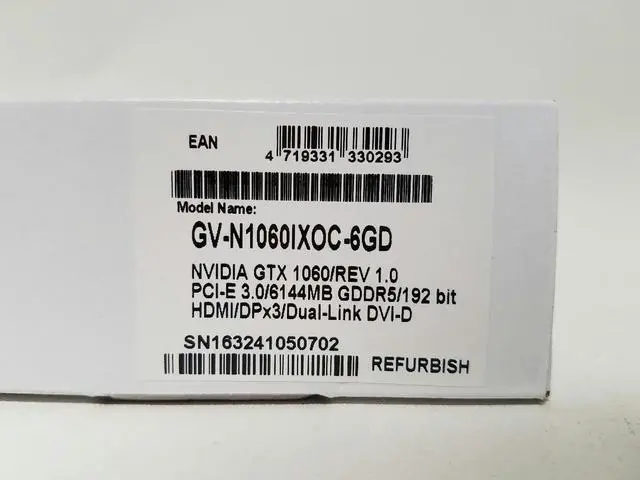 EAN
4 719331 330293
Model Name:
GV-N1060IXOC-6GD
NVIDIA GTX 1060/REV 1.0
PCI-E 3.0/6144MB GDDR5/192 bit
HDMI/DPx3/Dual-Link DVI-D
SN163241050702
REFURBISH